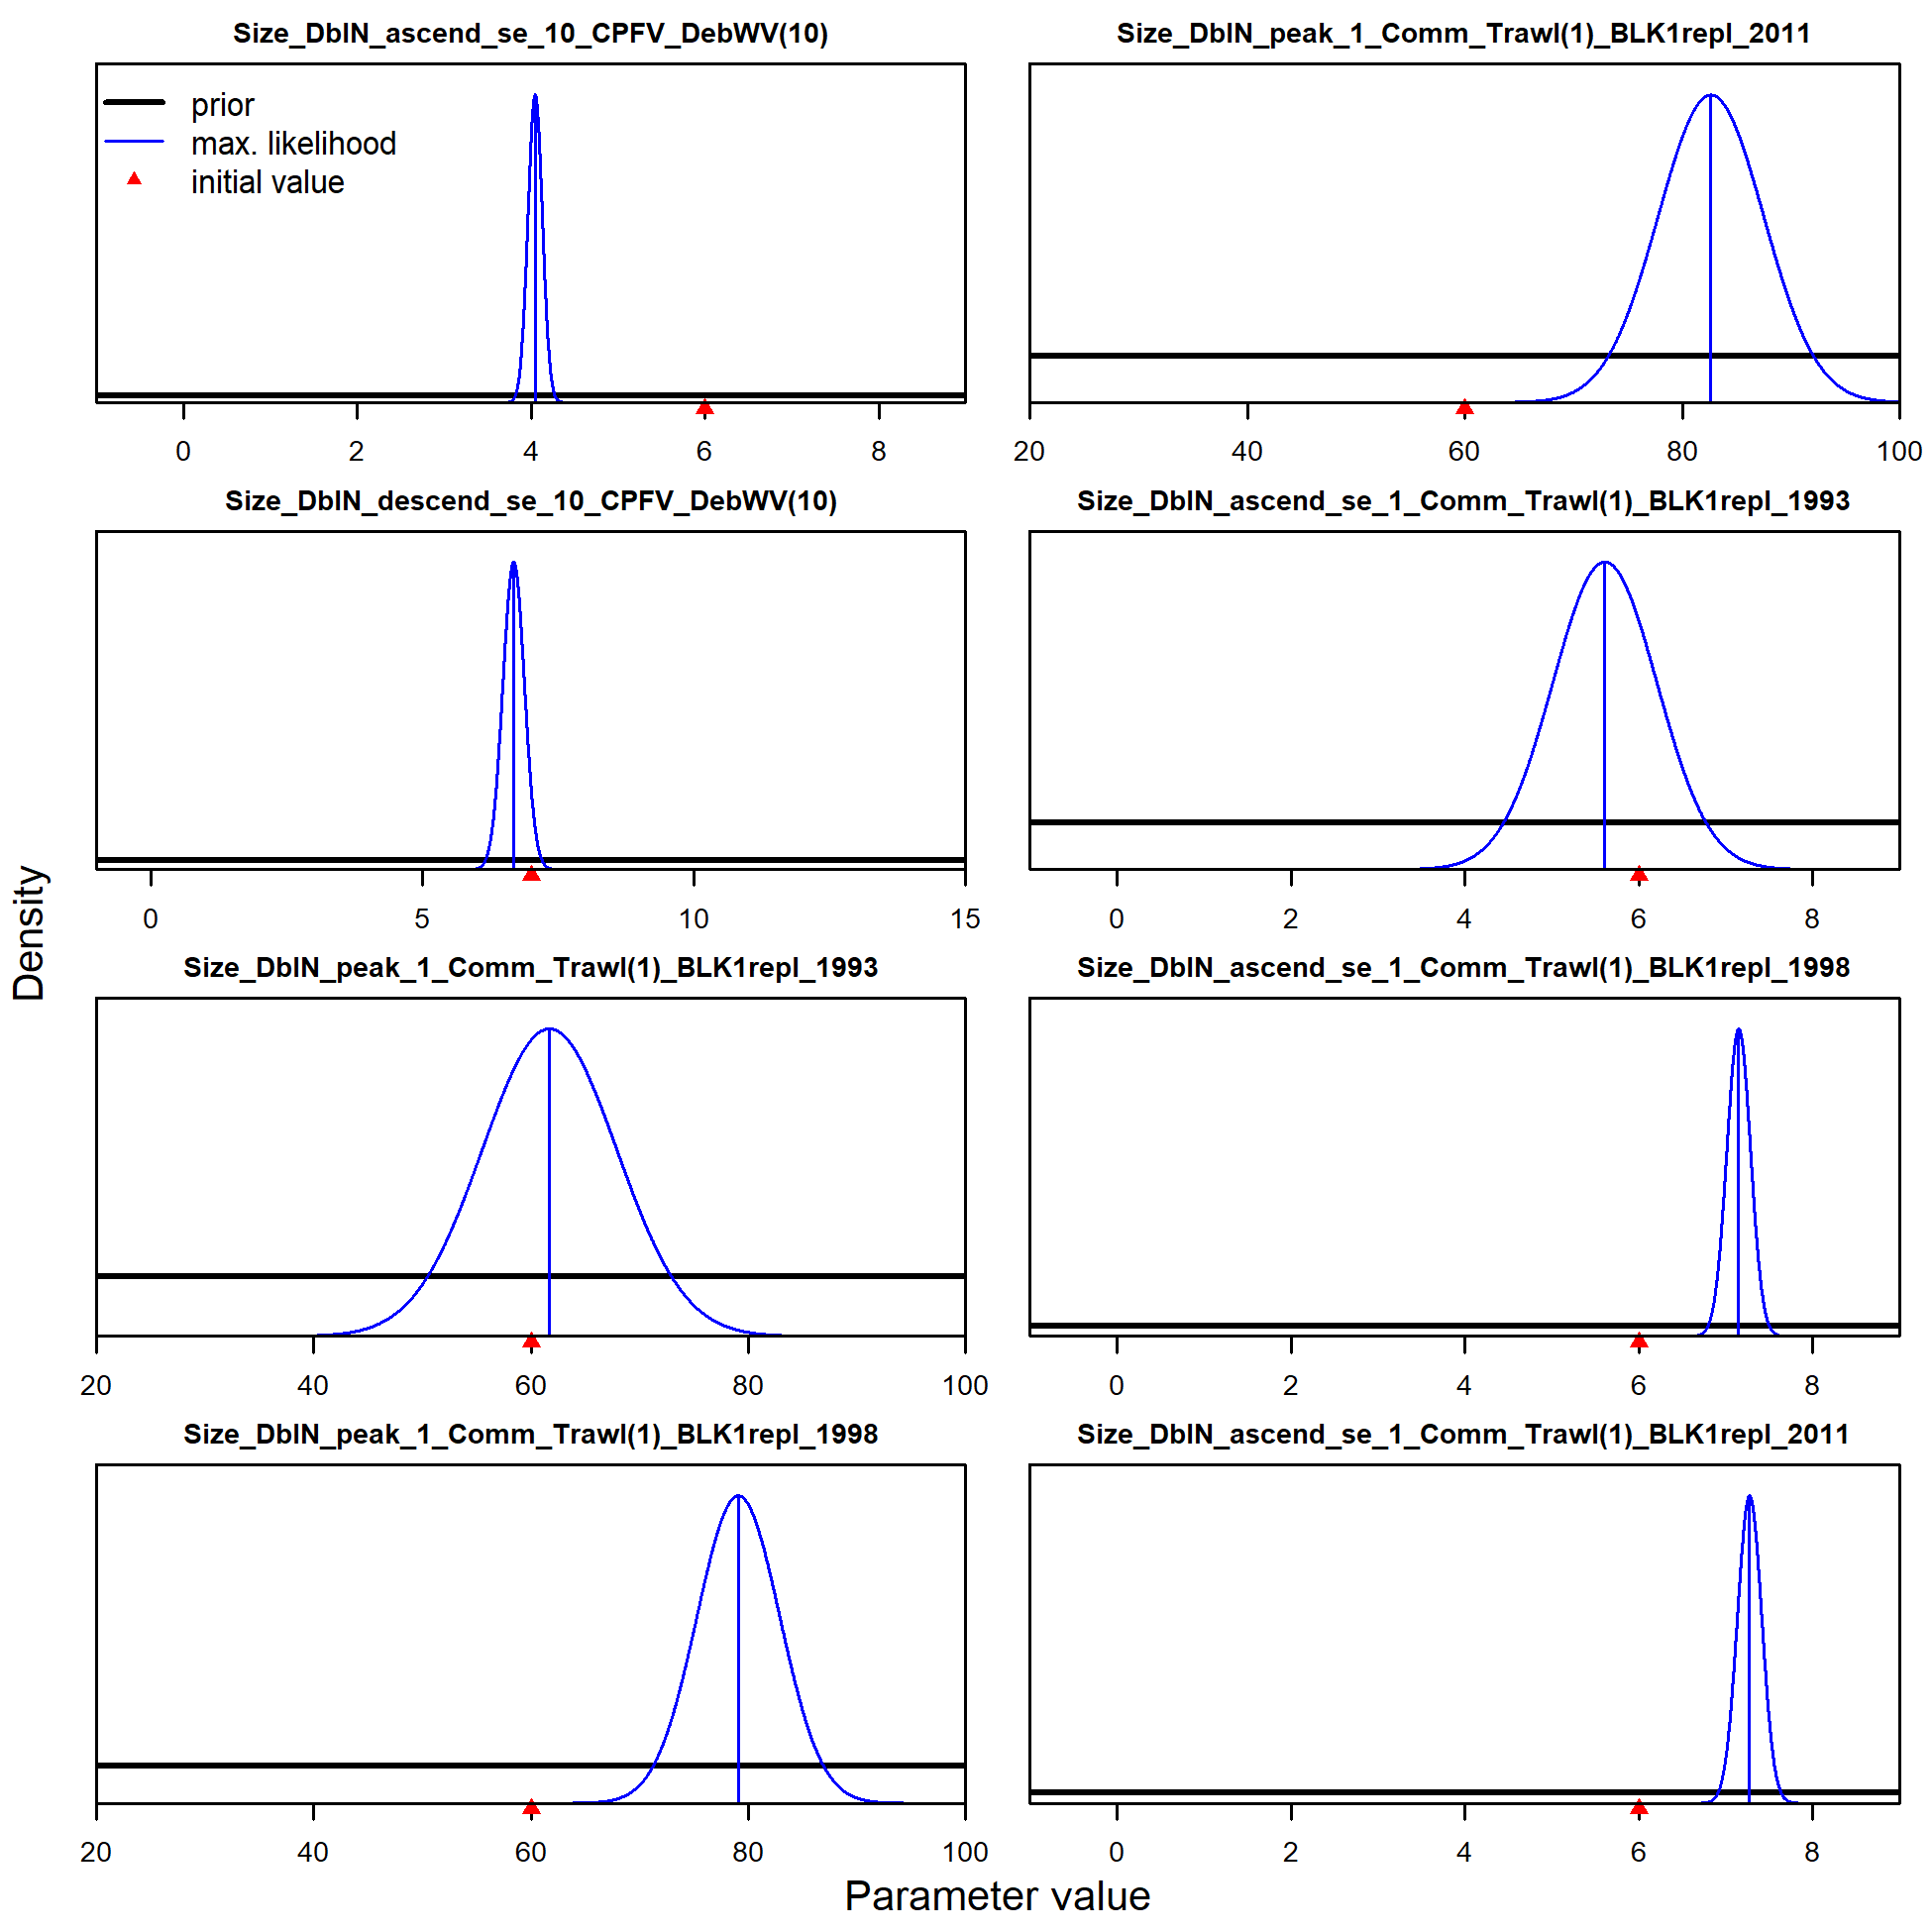 Size_DblN_ascend_se_10_CPFV_DebWV(10)
prior
max. likelihood
initial value
0 2 4 6 8
Size_DblN_peak_1_Comm_Trawl(1)_BLK1repl_2011
20 40 60 80 100
Size_DblN_descend_se_10_CPFV_DebWV(10)
0 5 10 15
Size_DblN_ascend_se_1_Comm_Trawl(1)_BLK1repl_1993
0 2 4 6 8
Size_DblN_peak_1_Comm_Trawl(1)_BLK1repl_1993
20 40 60 80 100
Size_DblN_ascend_se_1_Comm_Trawl(1)_BLK1repl_1998
0 2 4 6 8
Size_DblN_peak_1_Comm_Trawl(1)_BLK1repl_1998
20 40 60 80 100
Size_DblN_ascend_se_1_Comm_Trawl(1)_BLK1repl_2011
0 2 4 6 8
Density
Parameter value